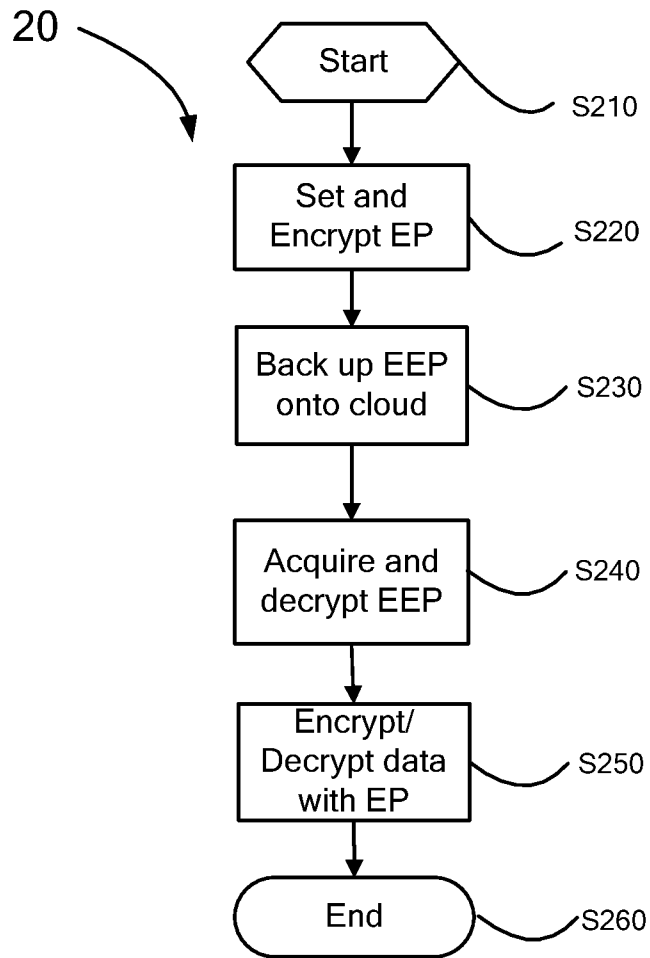 20
Start
S210
Set and
Encrypt EP
S220
Back up EEP
onto cloud
S230
Acquire and
decrypt EEP
S240
Encrypt/
Decrypt data
with EP
S250
End
S260